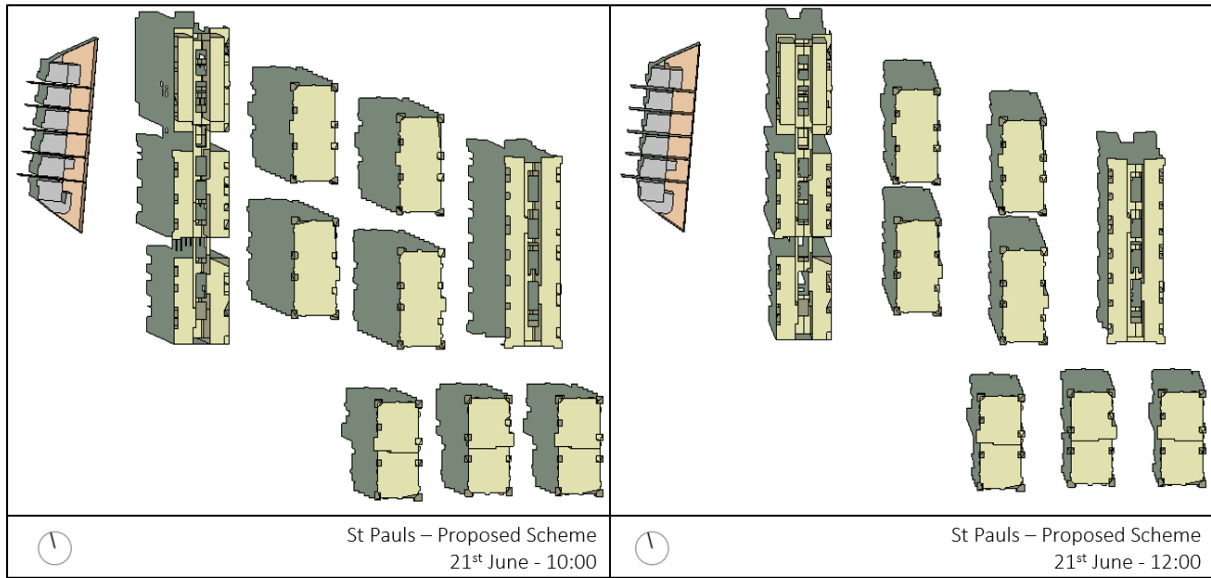 St Pauls – Proposed Scheme
21st June - 10:00
St Pauls – Proposed Scheme
21st June - 12:00